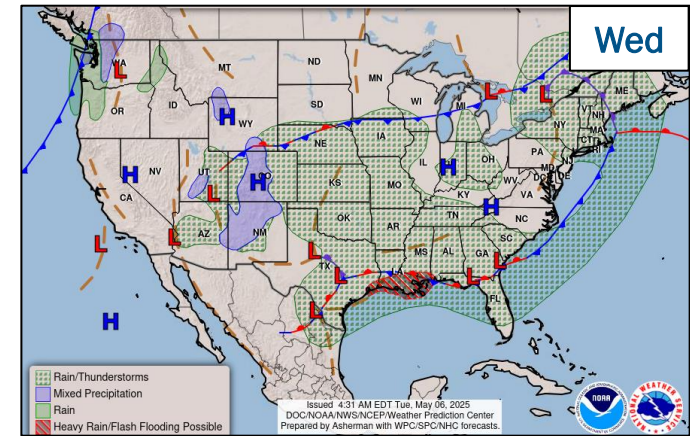 Wed
WA
MT
ND
MN
ME
OR
ID
WY
SD
WI
MI
VT
NH
NY
MA
CT
RI
NE
IA
PA
NJ
NV
UT
CO
IL
OH
MD
DE
DC
CA
KS
MO
KY
WV
VA
AZ
NM
OK
AR
TN
NC
SC
TX
LA
MS
AL
GA
FL
L
L
L
H
H
H
H
H
L
L
L
L
L
L
L
L
H
H
L
Rain/Thunderstorms
Mixed Precipitation
Rain
Heavy Rain/Flash Flooding Possible
Issued 4:31 AM EDT Tue, May 06, 2025
DOC/NOAA/NWS/NCEP/Weather Prediction Center
Prepared by Asherman with WPC/SPC/NHC forecasts.
NOAA
NATIONAL WEATHER SERVICE